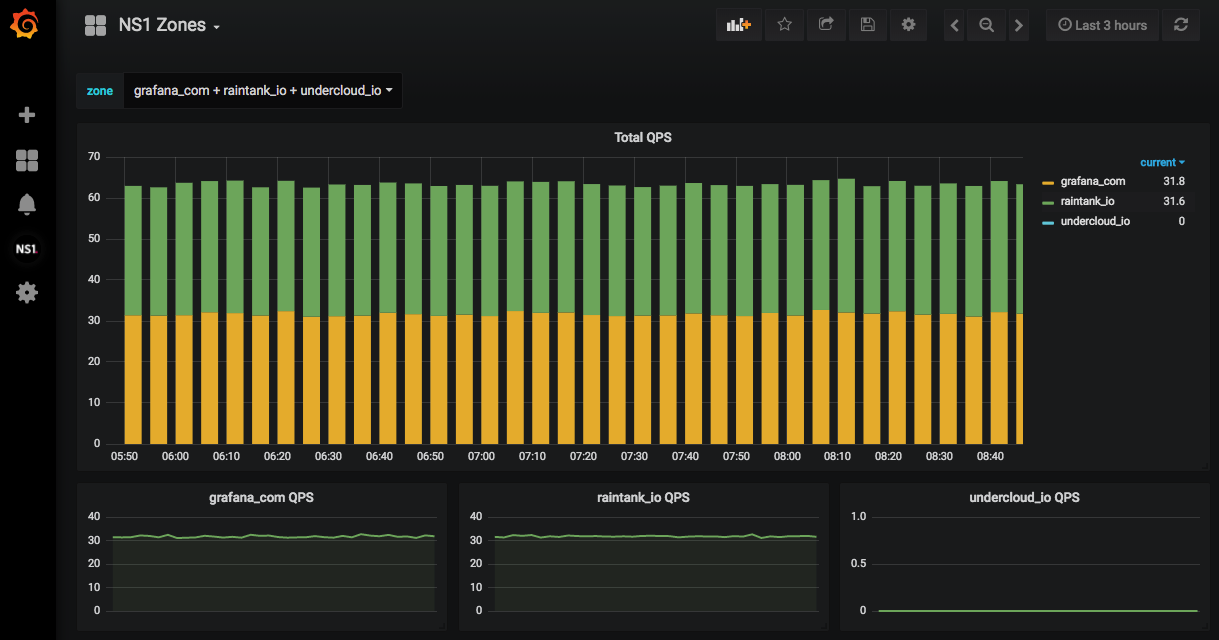 NS1 Zones
Last 3 hours
zone grafana_com + raintank_io + undercloud_io
NS1.
Total QPS
70
60
50
40
30
20
10
0
05:50 06:00 06:10 06:20 06:30 06:40 06:50 07:00 07:10 07:20 07:30 07:40 07:50 08:00 08:10 08:20 08:30 08:40
current
grafana_com 31.8
raintank_io 31.6
undercloud_io 0
grafana_com QPS
40
30
20
10
0
raintank_io QPS
40
30
20
10
0
undercloud_io QPS
1.0
0.5
0